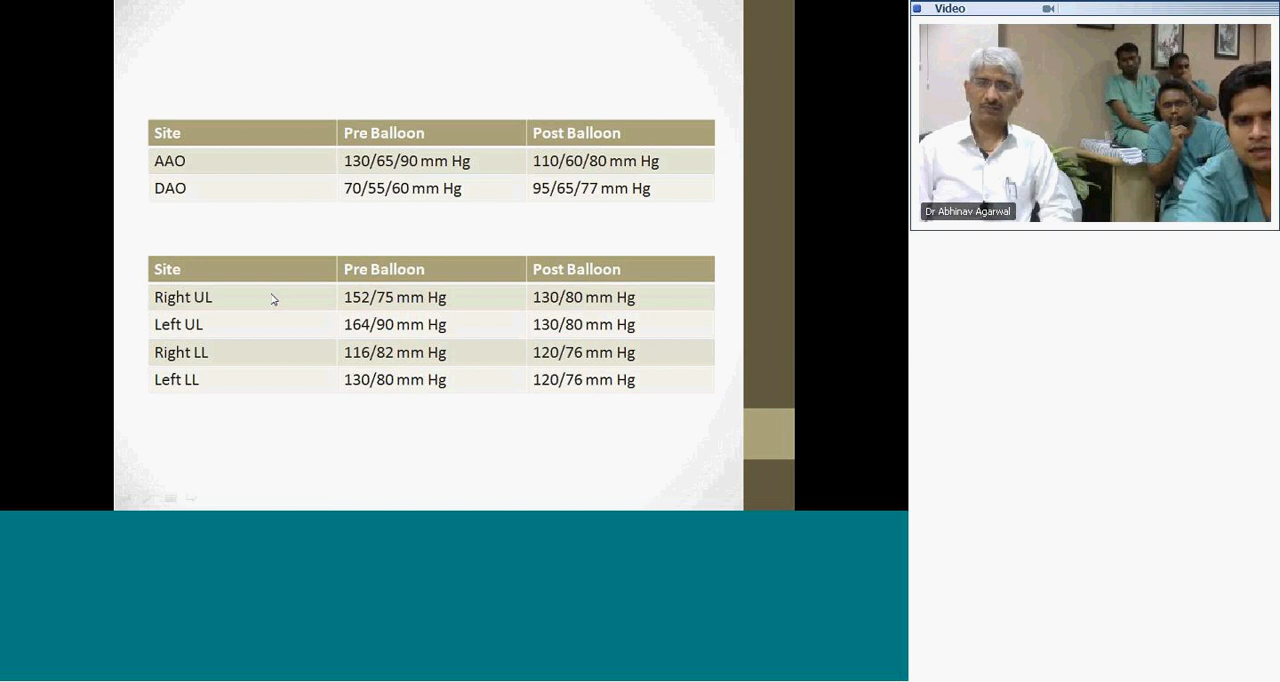 Site Pre Balloon Post Balloon
AAO 130/65/90 mm Hg 110/60/80 mm Hg
DAO 70/55/60 mm Hg 95/65/77 mm Hg
Site Pre Balloon Post Balloon
Right UL 152/75 mm Hg 130/80 mm Hg
Left UL 164/90 mm Hg 130/80 mm Hg
Right LL 116/82 mm Hg 120/76 mm Hg
Left LL 130/80 mm Hg 120/76 mm Hg
Video
Dr Abhinav Agarwal